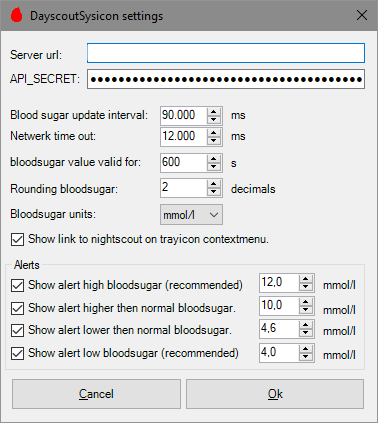 DayscoutSysicon settings
Server url:
API_SECRET: ●●●●●●●●●●●●●●●●●●●●●●●●●●●●●●●●●●●●●●●●
Blood sugar update interval: 90.000 ms
Netwerk time out: 12.000 ms
bloodsugar value valid for: 600 s
Rounding bloodsugar: 2 decimals
Bloodsugar units: mmol/l
Show link to nightscout on trayicon contextmenu.
Alerts
Show alert high bloodsugar (recommended) 12,0 mmol/l
Show alert higher then normal bloodsugar. 10,0 mmol/l
Show alert lower then normal bloodsugar. 4,6 mmol/l
Show alert low bloodsugar (recommended) 4,0 mmol/l
Cancel Ok